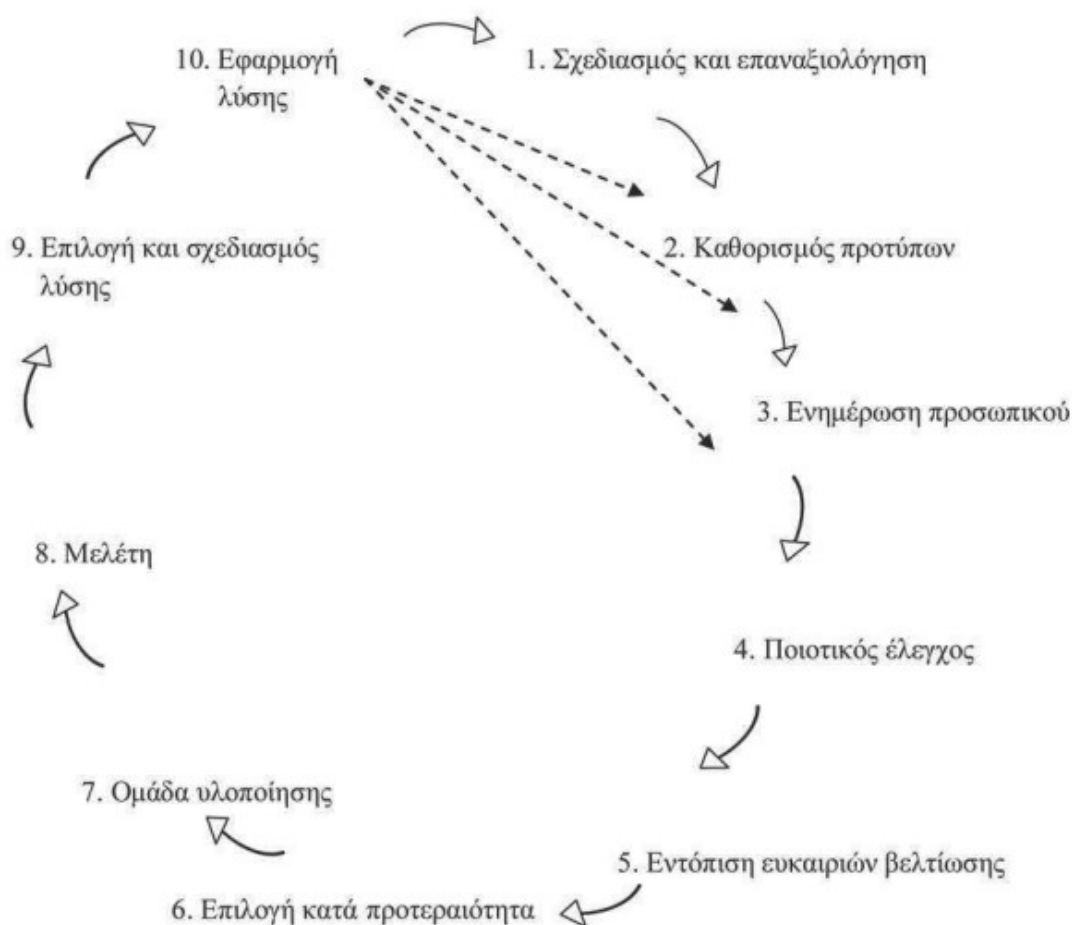 1. Σχεδιασμός και επαναξιολόγηση
2. Καθορισμός προτύπων
3. Ενημέρωση προσωπικού
4. Ποιοτικός έλεγχος
5. Εντόπιση ευκαιριών βελτίωσης
6. Επιλογή κατά προτεραιότητα
7. Ομάδα υλοποίησης
8. Μελέτη
9. Επιλογή και σχεδιασμός
λύσης
10. Εφαρμογή
λύσης